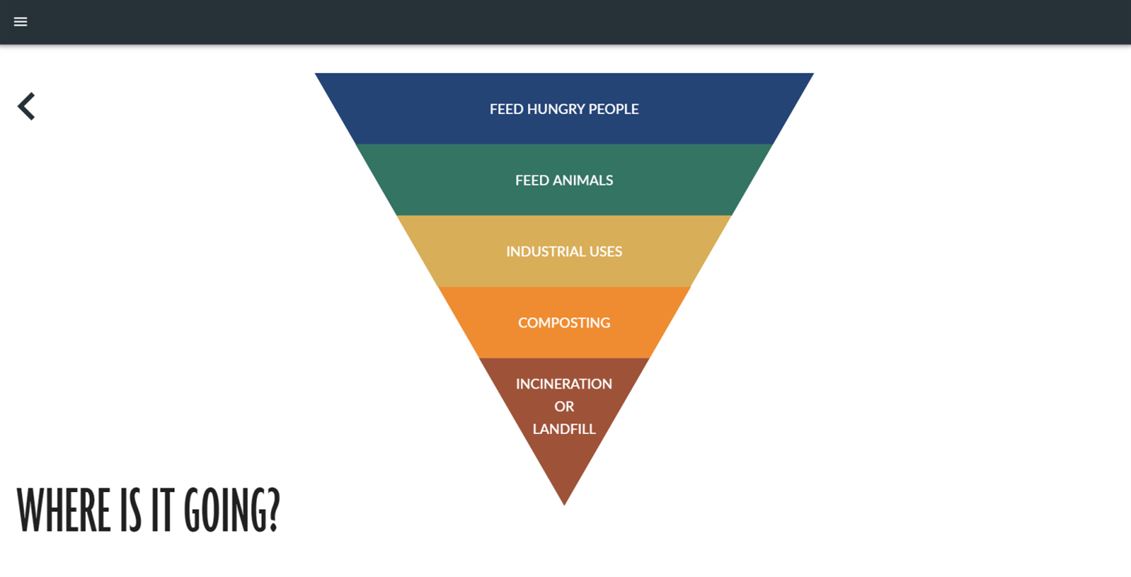 FEED HUNGRY PEOPLE
FEED ANIMALS
INDUSTRIAL USES
COMPOSTING
INCINERATION
OR
LANDFILL
WHERE IS IT GOING?